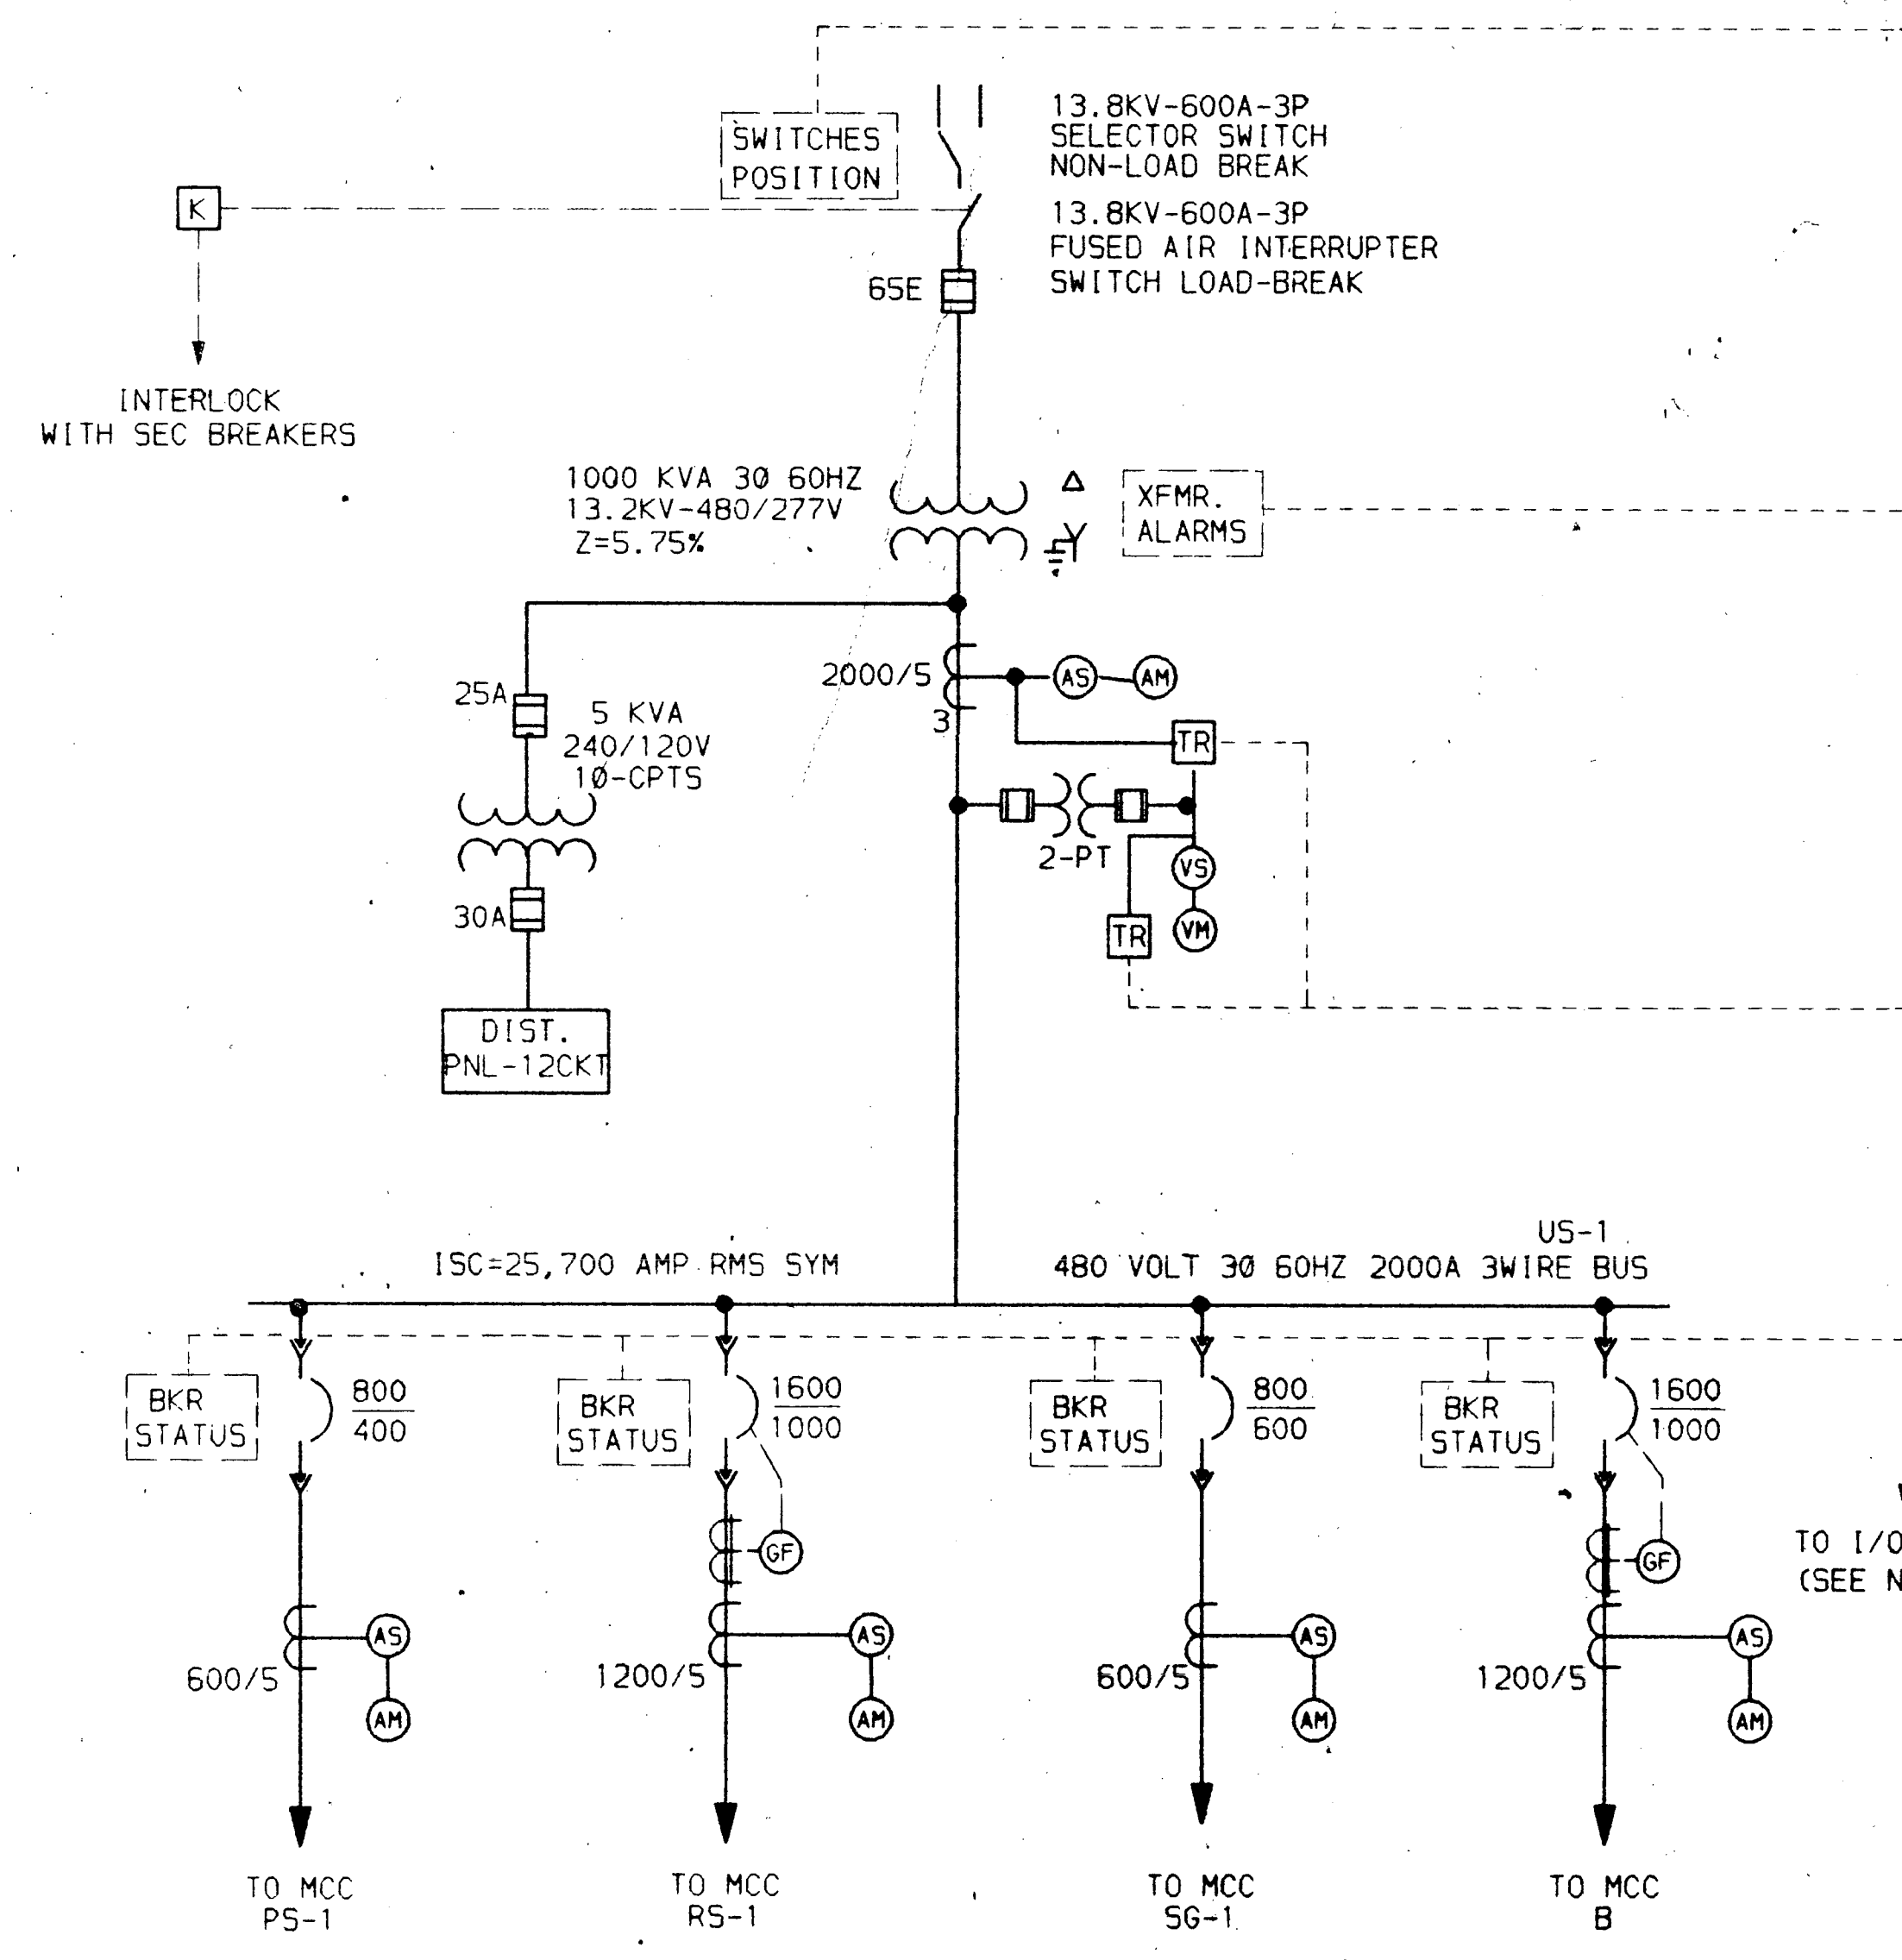 13.8KV-600A-3P
SELECTOR SWITCH
NON-LOAD BREAK
SWITCHES
POSITION
K
13.8KV-600A-3P
FUSED AIR INTERRUPTER
SWITCH LOAD-BREAK
65E
INTERLOCK
WITH SEC BREAKERS
1000 KVA 3Ø 60HZ
13.2KV-480/277V
Z=5.75%
XFMR.
ALARMS
2000/5
3
AS
AM
25A
5 KVA
240/120V
1Ø-CPTS
TR
2-PT
VS
30A
TR
VM
DIST.
PNL-12CKT
US-1
ISC=25,700 AMP RMS SYM
480 VOLT 3Ø 60HZ 2000A 3WIRE BUS
BKR
STATUS
800
400
BKR
STATUS
1600
1000
BKR
STATUS
800
600
BKR
STATUS
1600
1000
GF
GF
TO I/O
(SEE N
600/5
AS
AM
1200/5
AS
AM
600/5
AS
AM
1200/5
AS
AM
TO MCC
PS-1
TO MCC
RS-1
TO MCC
SG-1
TO MCC
B